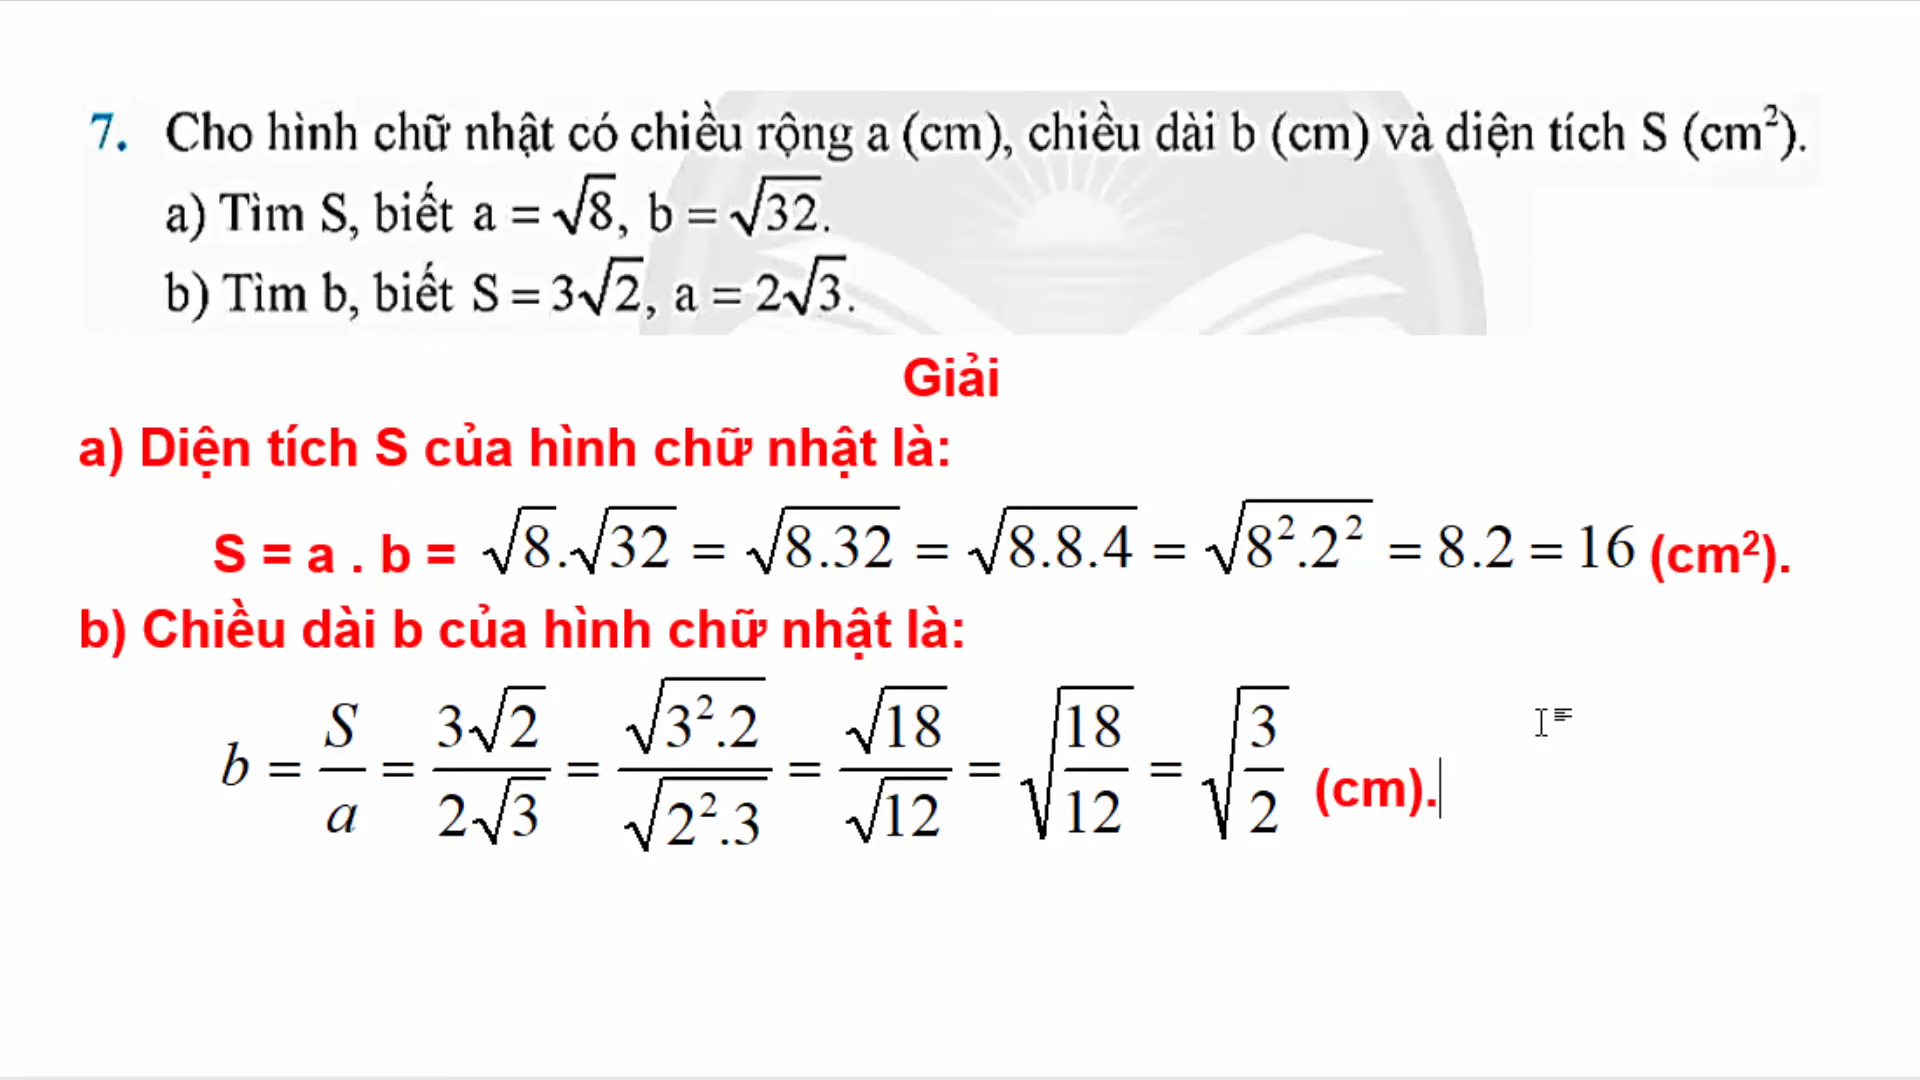 7. Cho hình chữ nhật có chiều rộng a (cm), chiều dài b (cm) và diện tích S (cm²).
a) Tìm S, biết a = √8, b = √32.
b) Tìm b, biết S = 3√2, a = 2√3.
Giải
a) Diện tích S của hình chữ nhật là:
S = a . b = √8.√32 = √(8.32) = √(8.8.4) = √(8².2²) = 8.2 = 16 (cm²).
b) Chiều dài b của hình chữ nhật là:
b = S/a = (3√2)/(2√3) = √(3².2)/√(2².3) = √18/√12 = √(18/12) = √(3/2) (cm).